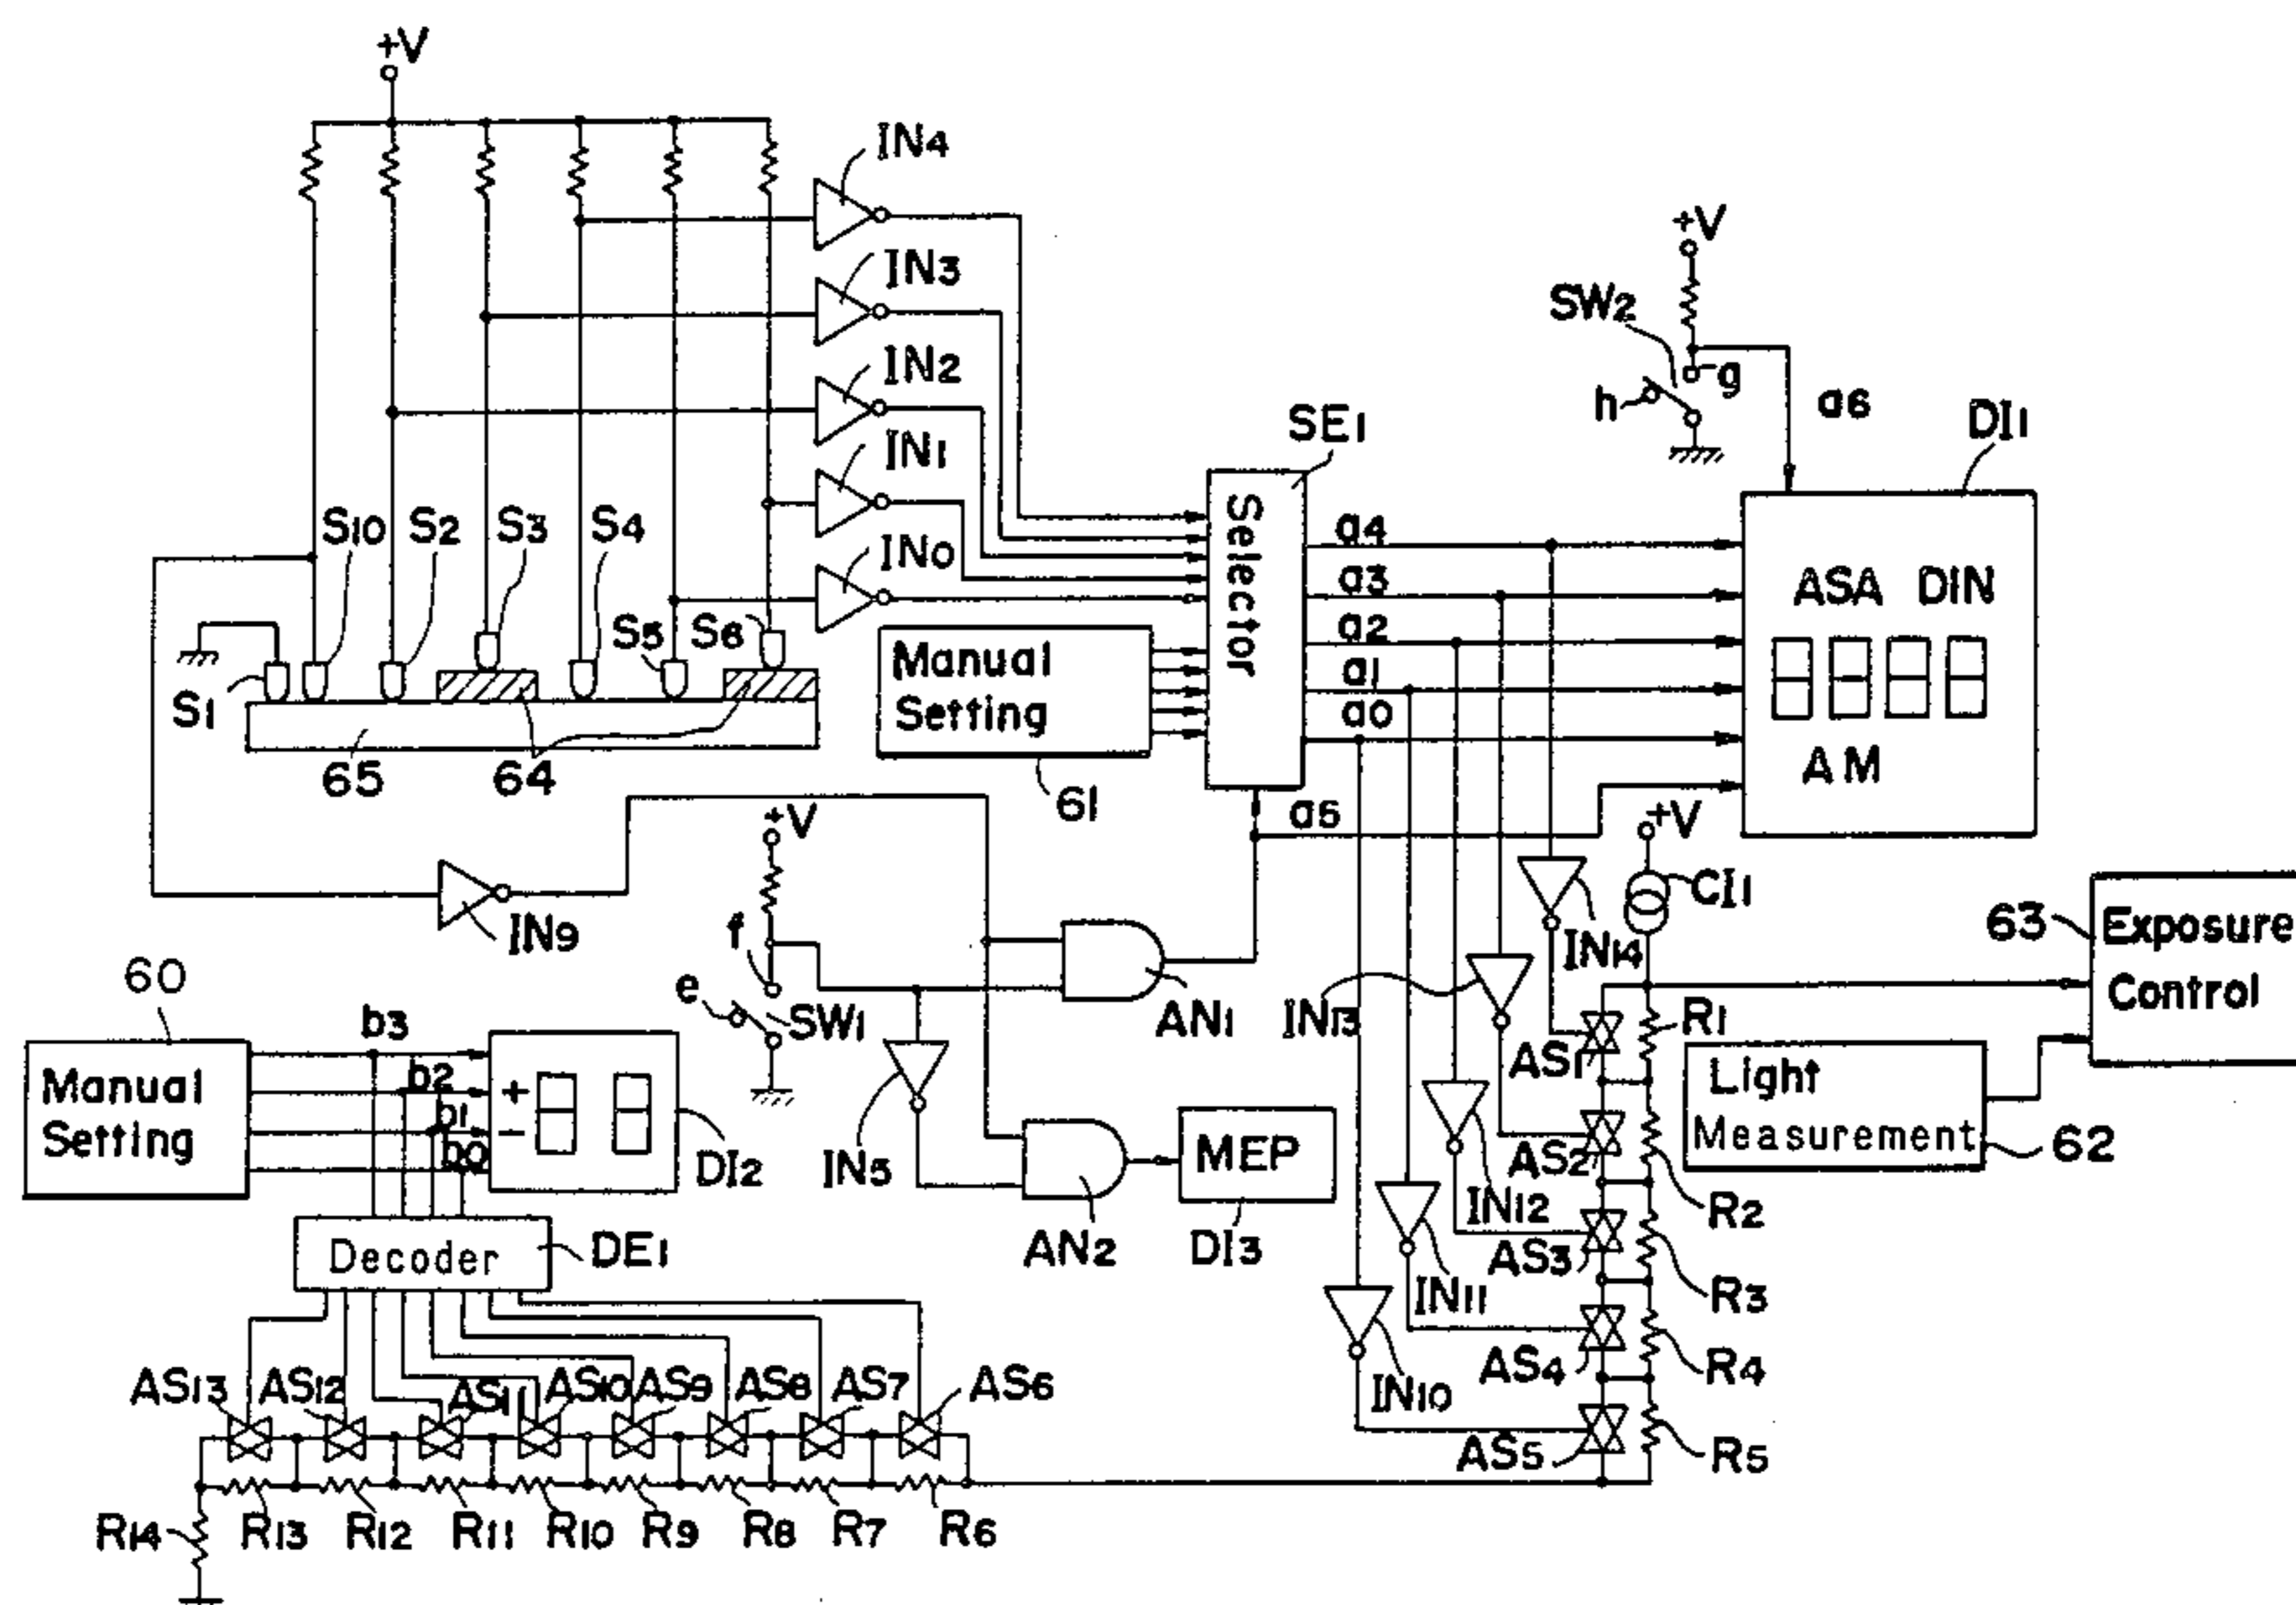 +V
IN4
IN3
+V
SW2
IN2
g
h
a6
IN1
SE1
DI1
S10 S2 S3 S4
IN0
Selector
a4
a3
ASA DIN
S5 S6
a2
Manual
Setting
a1
S1
a0
AM
65
64
61
a5
+V
+V
CI1
IN9
f
63
Exposure
Control
IN14
60
e
SW1
AN1
IN13
b3
R1
AS1
Manual
Setting
b2
+
b1
−
b0
Light
Measurement
62
DI2
IN5
MEP
AS2
IN12
R2
AN2
DI3
Decoder
DE1
AS3
R3
IN11
AS4
R4
AS13 AS12 AS11 AS10 AS9 AS8 AS7 AS6
IN10
AS5
R5
R14 R13 R12 R11 R10 R9 R8 R7 R6